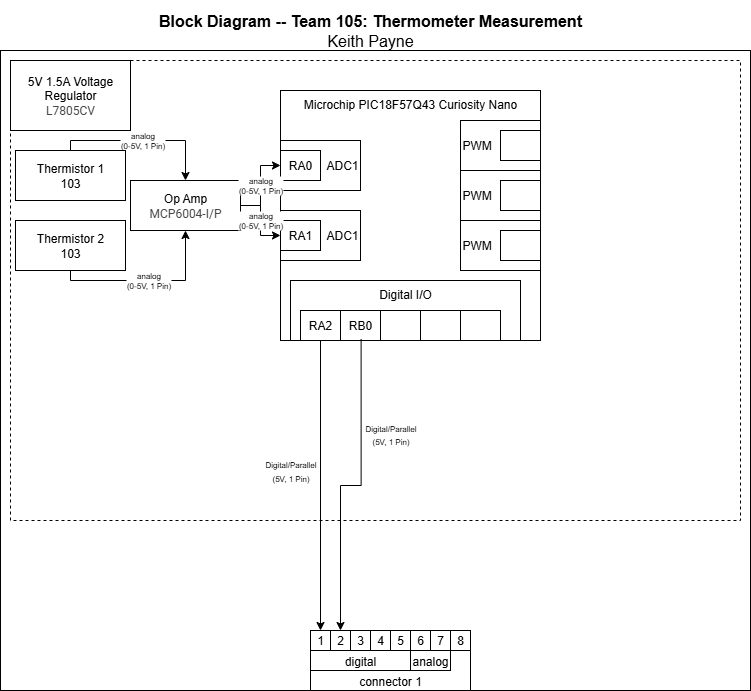 Block Diagram -- Team 105: Thermometer Measurement
Keith Payne
5V 1.5A Voltage
Regulator
L7805CV
analog
(0-5V, 1 Pin)
Thermistor 1
103
Op Amp
MCP6004-I/P
Thermistor 2
103
analog
(0-5V, 1 Pin)
analog
(0-5V, 1 Pin)
analog
(0-5V, 1 Pin)
Microchip PIC18F57Q43 Curiosity Nano
RA0 ADC1
RA1 ADC1
PWM
PWM
PWM
Digital I/O
RA2 RB0
Digital/Parallel
(5V, 1 Pin)
Digital/Parallel
(5V, 1 Pin)
1 2 3 4 5 6 7 8
digital analog
connector 1